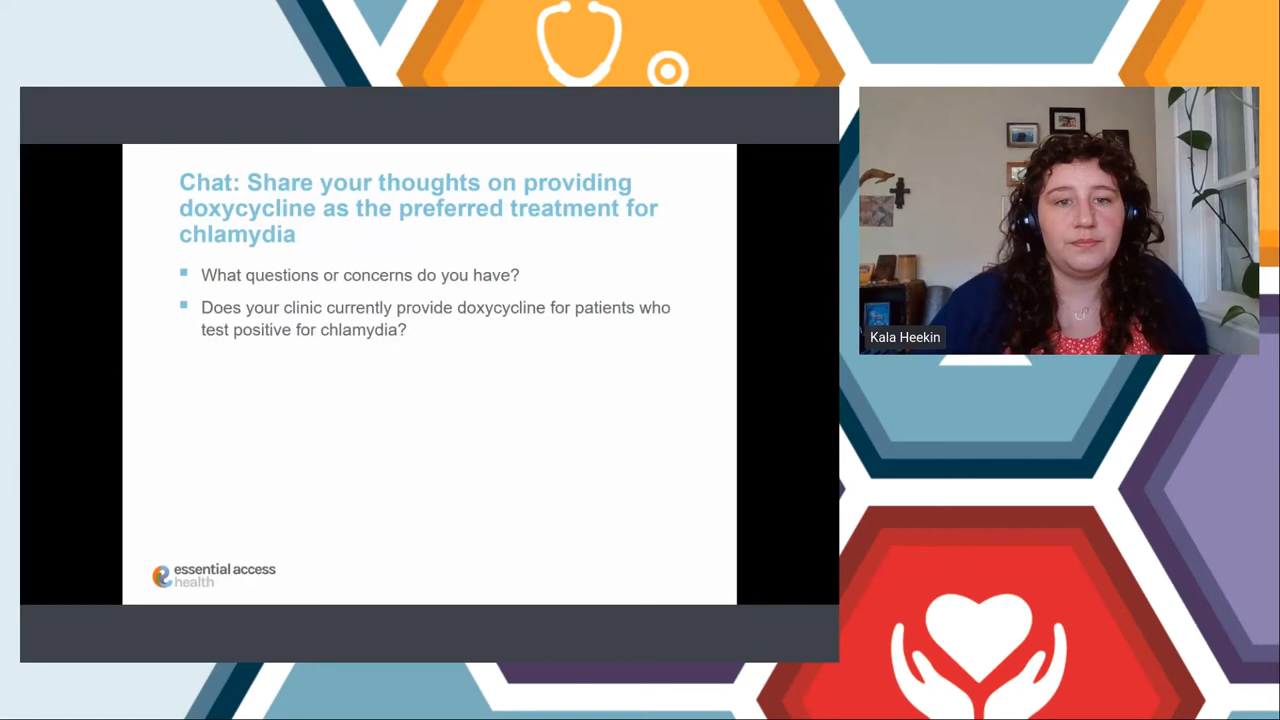 Chat: Share your thoughts on providing
doxycycline as the preferred treatment for
chlamydia
What questions or concerns do you have?
Does your clinic currently provide doxycycline for patients who
test positive for chlamydia?
essential access
health
Kala Heekin